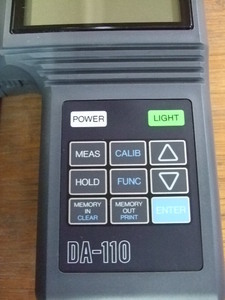 POWER LIGHT
MEAS CALIB
HOLD FUNC
MEMORY IN CLEAR MEMORY OUT PRINT ENTER
DA-110